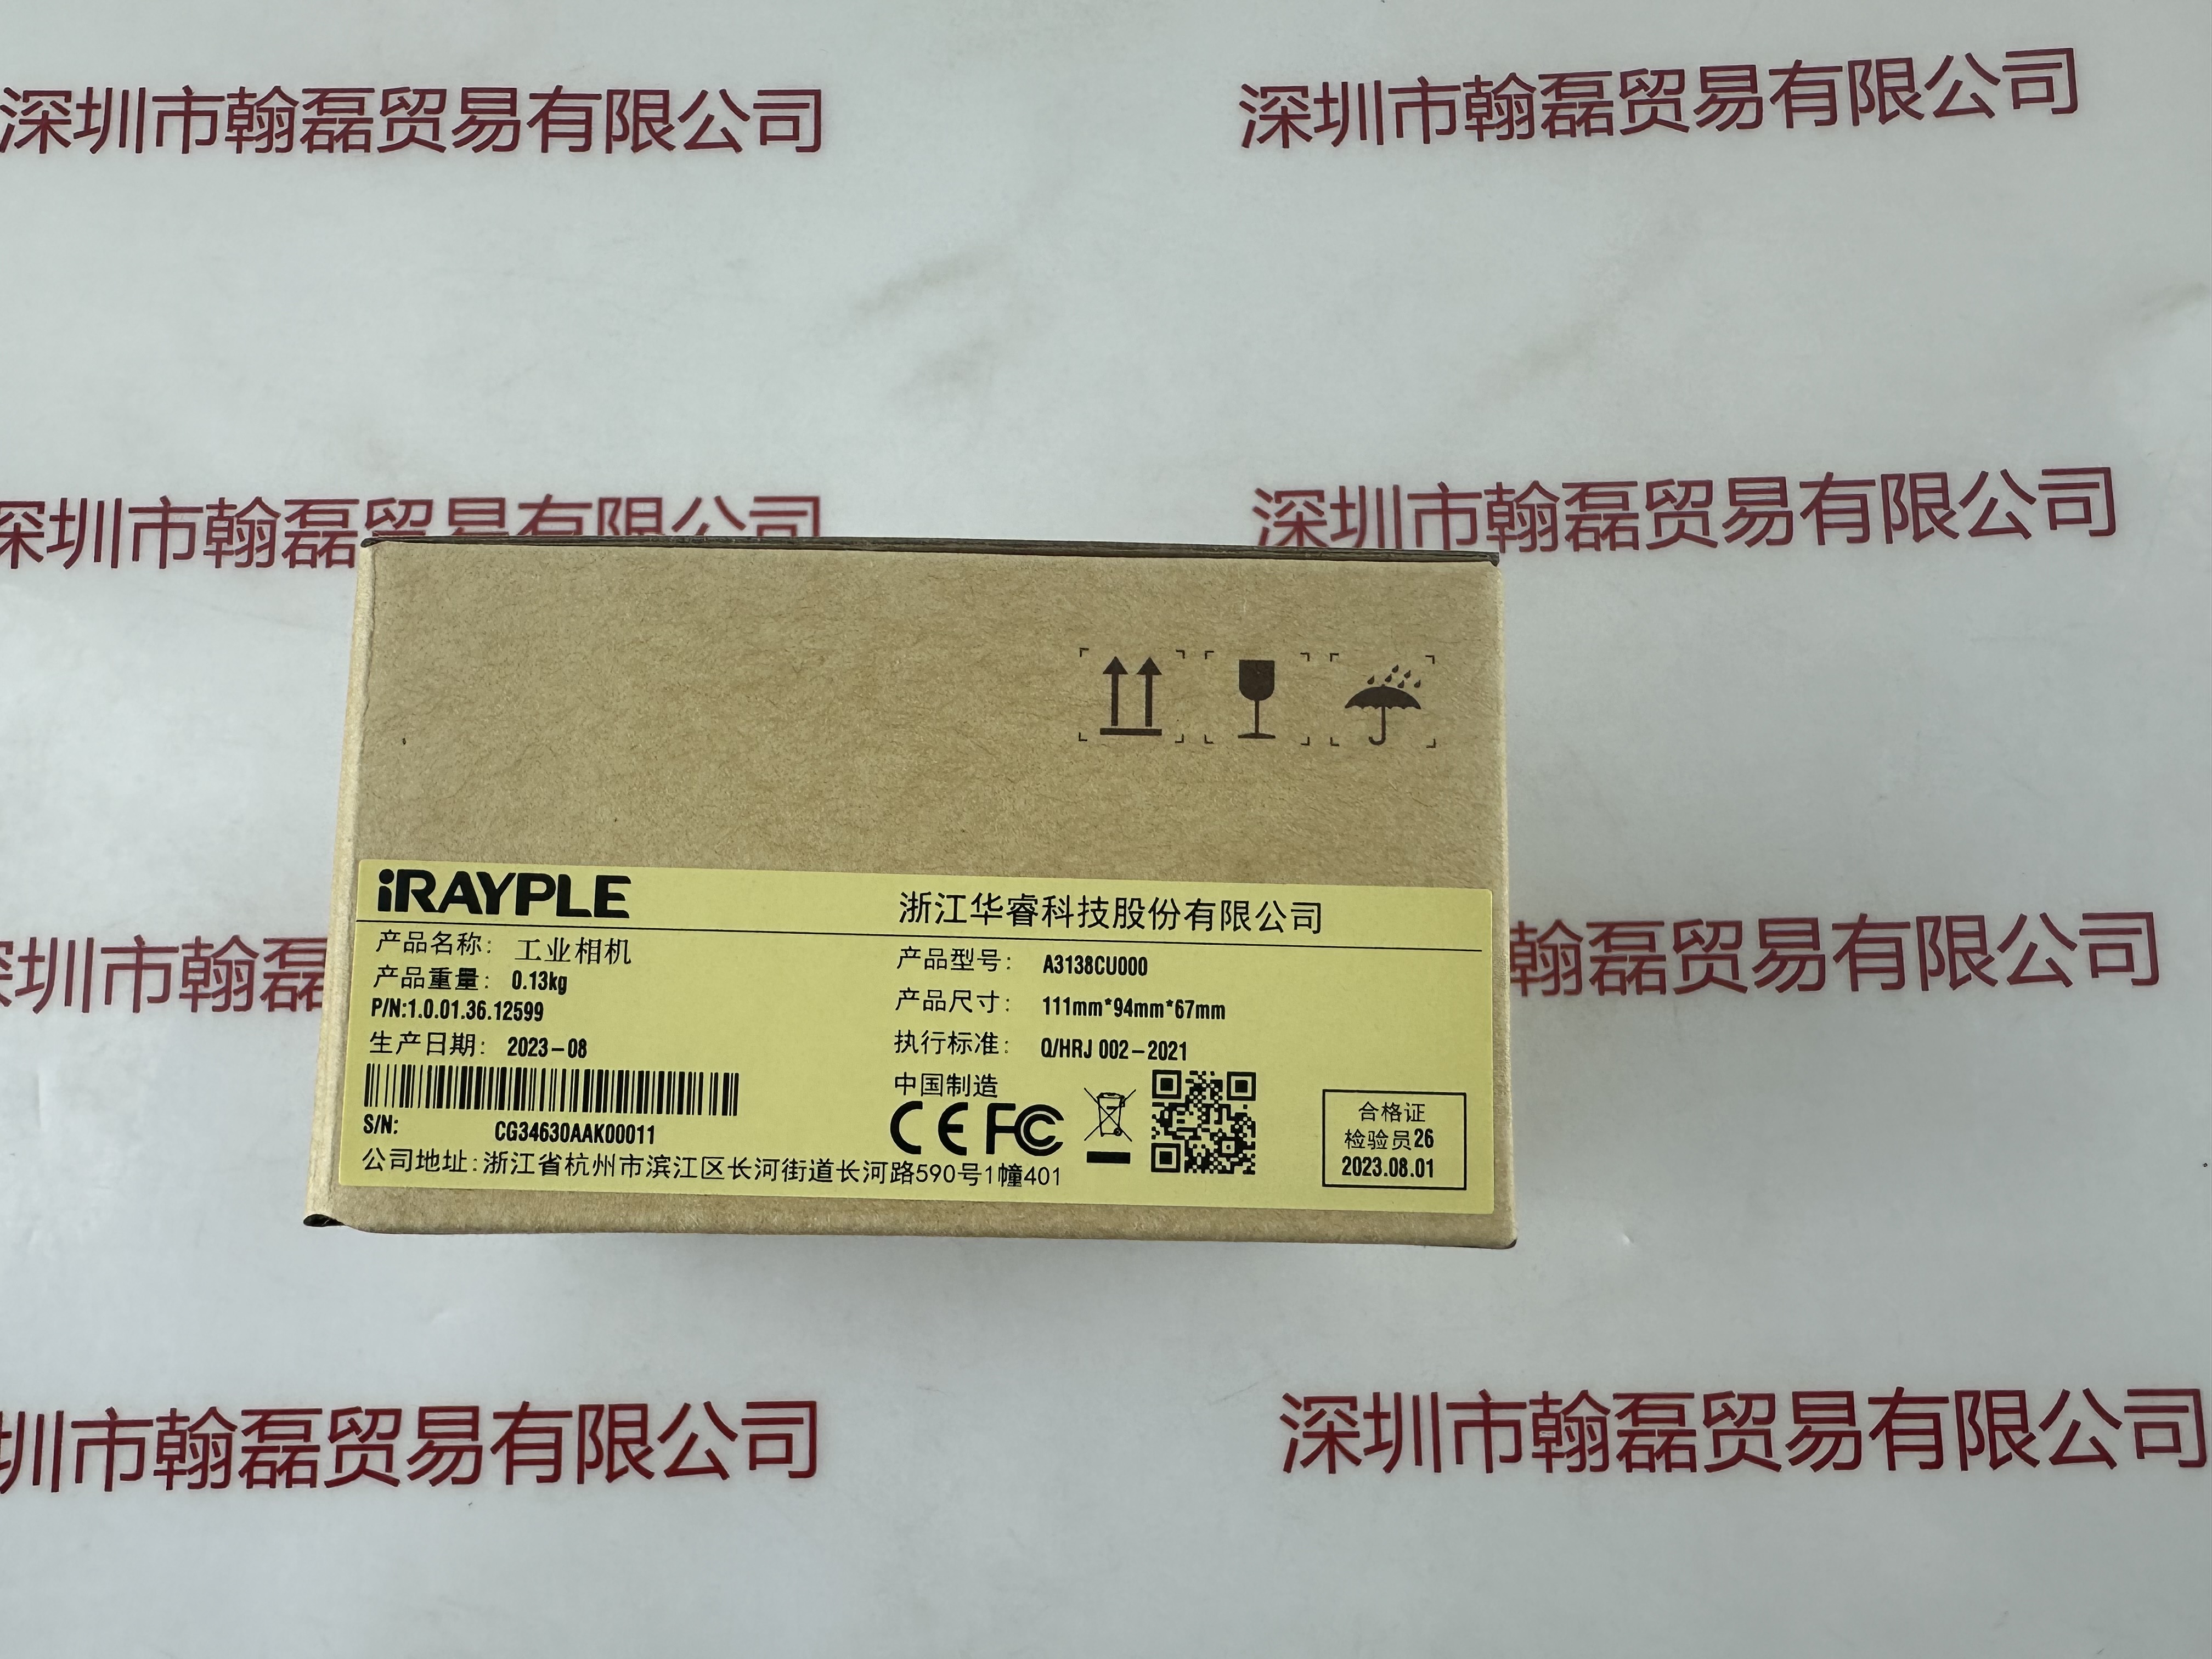 深圳市翰磊贸易有限公司
深圳市翰磊贸易有限公司
深圳市翰磊贸易有限公司
深圳市翰磊贸易有限公司
iRAYPLE
浙江华睿科技股份有限公司
产品名称: 工业相机
产品型号: A3138CU000
产品重量: 0.13kg
产品尺寸: 111mm*94mm*67mm
P/N:1.0.01.36.12599
生产日期: 2023-08
执行标准: Q/HRJ 002-2021
中国制造
CE FC
S/N: CG34630AAK00011
公司地址:浙江省杭州市滨江区长河街道长河路590号1幢401
合格证
检验员26
2023.08.01
圳市翰磊
翰磊贸易有限公司
圳市翰磊贸易有限公司
深圳市翰磊贸易有限公司